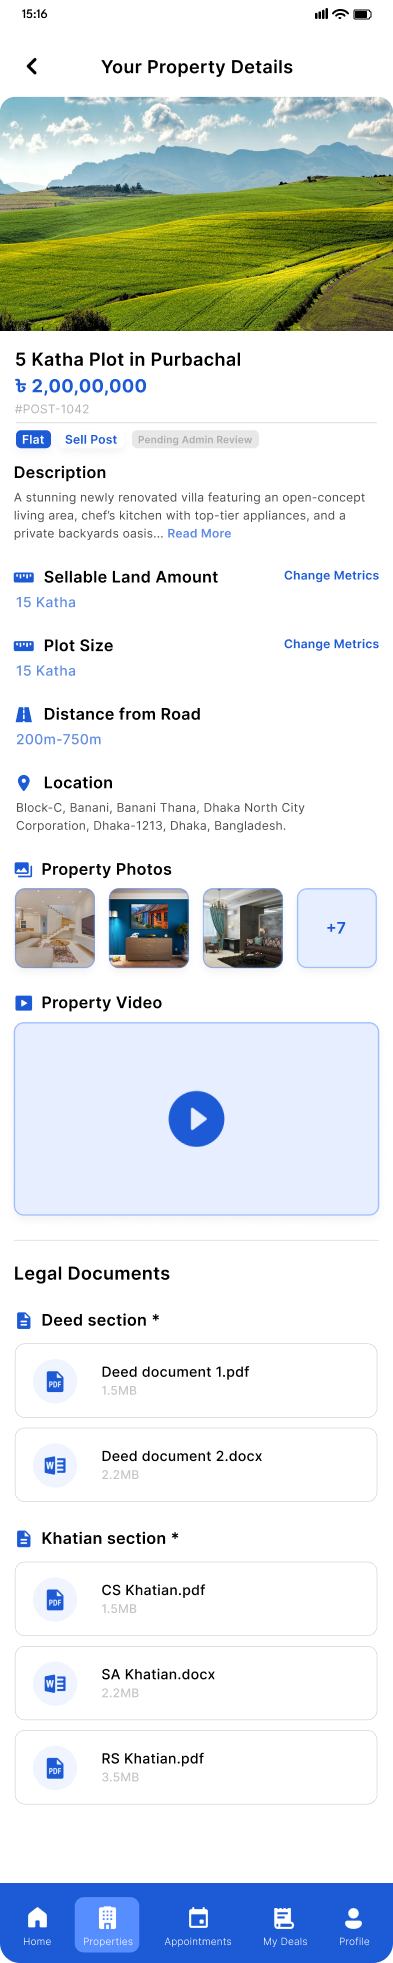 15:16
Your Property Details
5 Katha Plot in Purbachal
৳ 2,00,00,000
#POST-1042
Flat
Sell Post
Pending Admin Review
Description
A stunning newly renovated villa featuring an open-concept
living area, chef's kitchen with top-tier appliances, and a
private backyards oasis... Read More
Sellable Land Amount
Change Metrics
15 Katha
Plot Size
Change Metrics
15 Katha
Distance from Road
200m-750m
Location
Block-C, Banani, Banani Thana, Dhaka North City
Corporation, Dhaka-1213, Dhaka, Bangladesh.
Property Photos
+7
Property Video
Legal Documents
Deed section *
PDF
Deed document 1.pdf
1.5MB
W
Deed document 2.docx
2.2MB
Khatian section *
PDF
CS Khatian.pdf
1.5MB
W
SA Khatian.docx
2.2MB
PDF
RS Khatian.pdf
3.5MB
Home
Properties
Appointments
My Deals
Profile